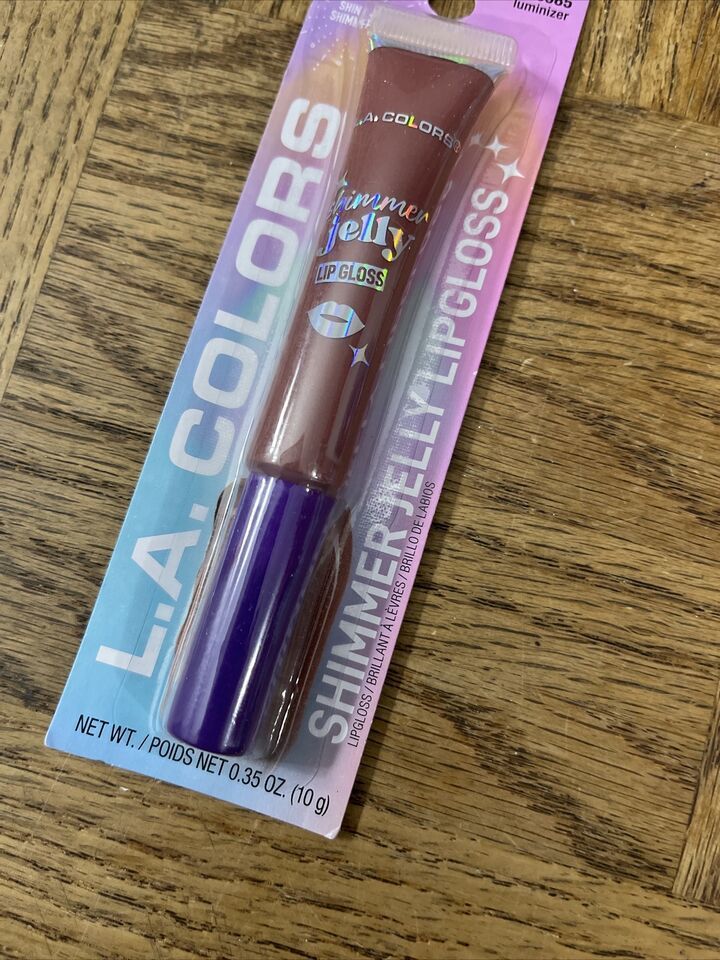 luminizer
L.A. COLORS
L.A. COLORS
Shimmer
Jelly
LIP GLOSS
SHIMMER JELLY LIPGLOSS
LIPGLOSS / BRILLANT À LÈVRES / BRILLO DE LABIOS
NET WT. / POIDS NET 0.35 OZ. (10 g)